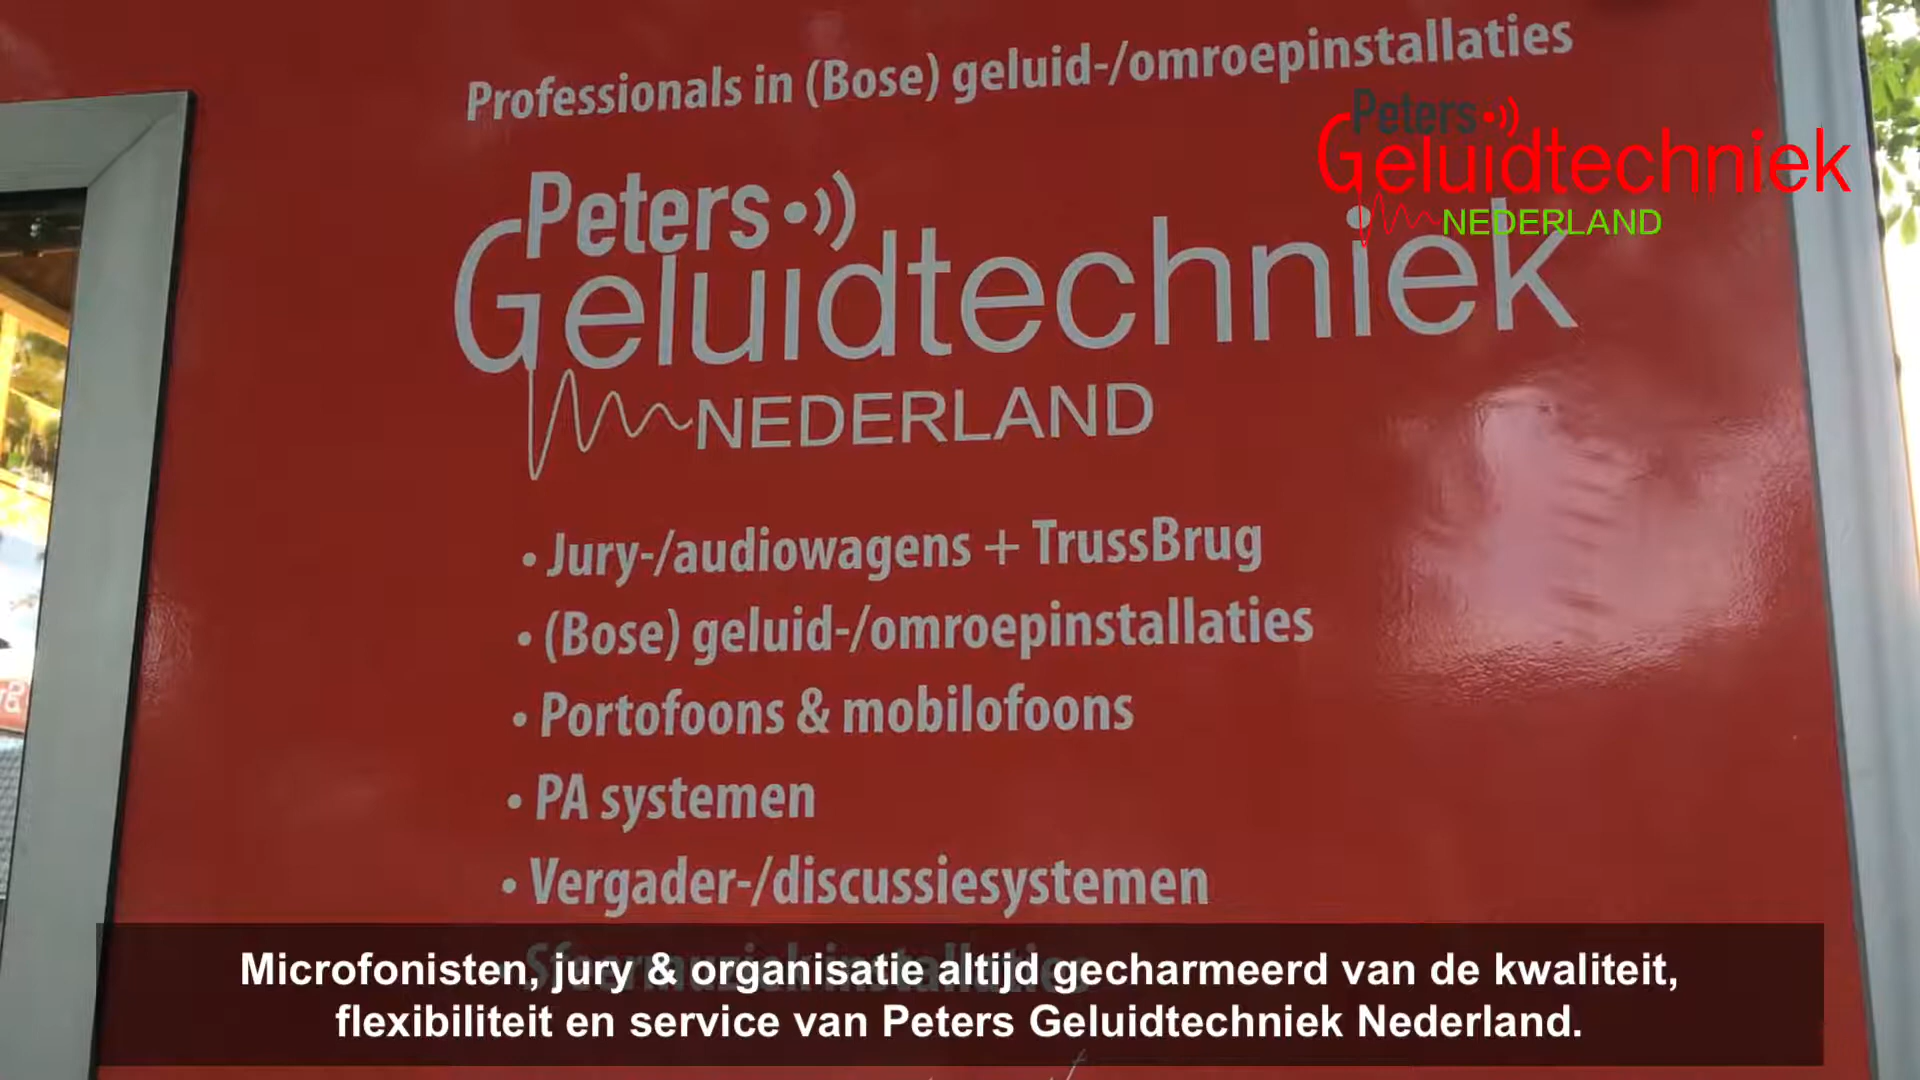 Professionals in (Bose) geluid-/omroepinstallaties
Peters
Geluidtechniek
NEDERLAND
Peters
Geluidtechniek
NEDERLAND
• Jury-/audiowagens + TrussBrug
• (Bose) geluid-/omroepinstallaties
• Portofoons & mobilofoons
• PA systemen
• Vergader-/discussiesystemen
• Sfeermuziek installaties
Microfonisten, jury & organisatie altijd gecharmeerd van de kwaliteit,
flexibiliteit en service van Peters Geluidtechniek Nederland.